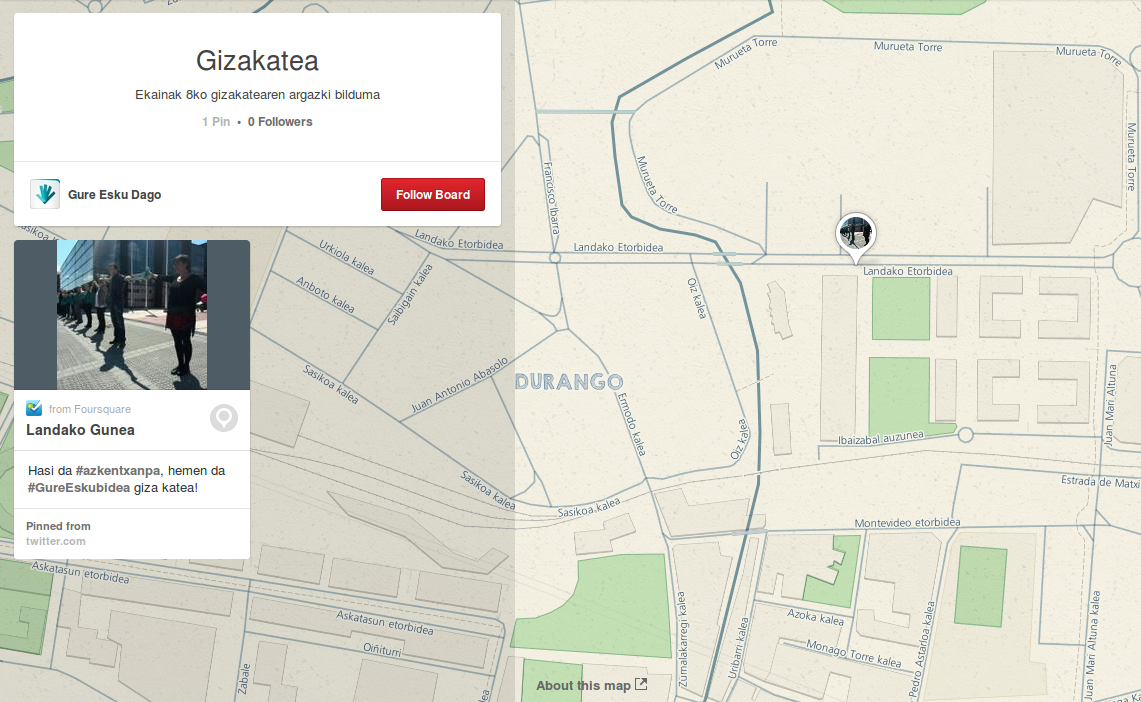 Gizakatea
Ekainak 8ko gizakatearen argazki bilduma
1 Pin • 0 Followers
Gure Esku Dago
Follow Board
from Foursquare
Landako Gunea
Hasi da #azkentxanpa, hemen da
#GureEskubidea giza katea!
Pinned from
twitter.com
Murueta Torre
Murueta Torre
Murueta Torre
Murueta Torre
Murueta Torre
Francisco Ibarra
Landako Etorbidea
Landako Etorbidea
Landako Etorbidea
Urkiola kalea
Anboto kalea
Saibigain kalea
Oiz kalea
Sasikoa kalea
Juan Antonio Abasolo
DURANGO
Ermodo kalea
Oiz kalea
Juan Mari Altuna
Ibaizabal auzunea
Sasikoa kalea
Sasikoa kalea
Estrada de Matxi
Montevideo etorbidea
Askatasun etorbidea
Askatasun etorbidea
Oiñiturri
Zabale
Zumalakarregi kalea
Uribarri kalea
Azoka kalea
Monago Torre kalea
Pedro Astarloa kalea
Juan Mari Altuna kalea
About this map